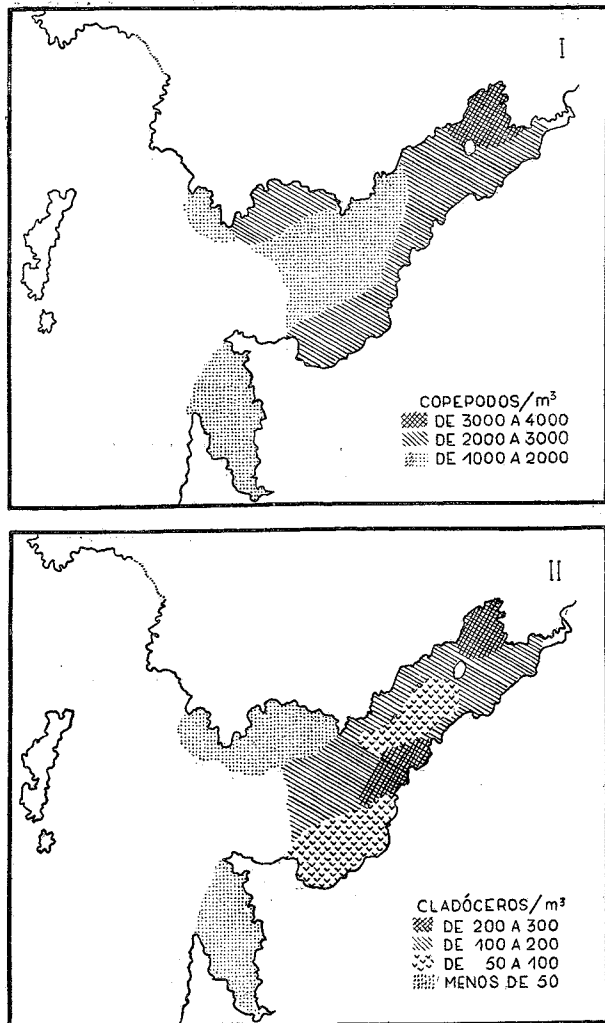 I
COPEPODOS/m³
DE 3000 A 4000
DE 2000 A 3000
DE 1000 A 2000
II
CLADÓCEROS/m³
DE 200 A 300
DE 100 A 200
DE 50 A 100
MENOS DE 50